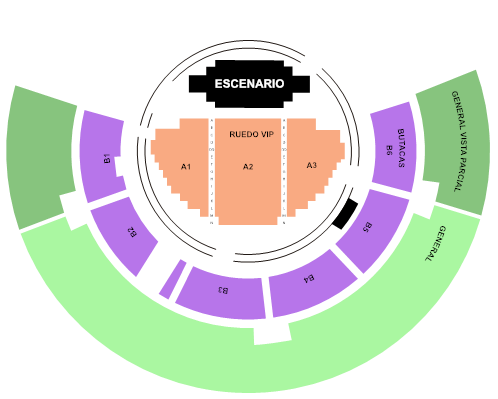 ESCENARIO
RUEDO VIP
A1
A2
A3
B1
B2
B3
B4
B5
BUTACAS
B6
GENERAL VISTA PARCIAL
GENERAL